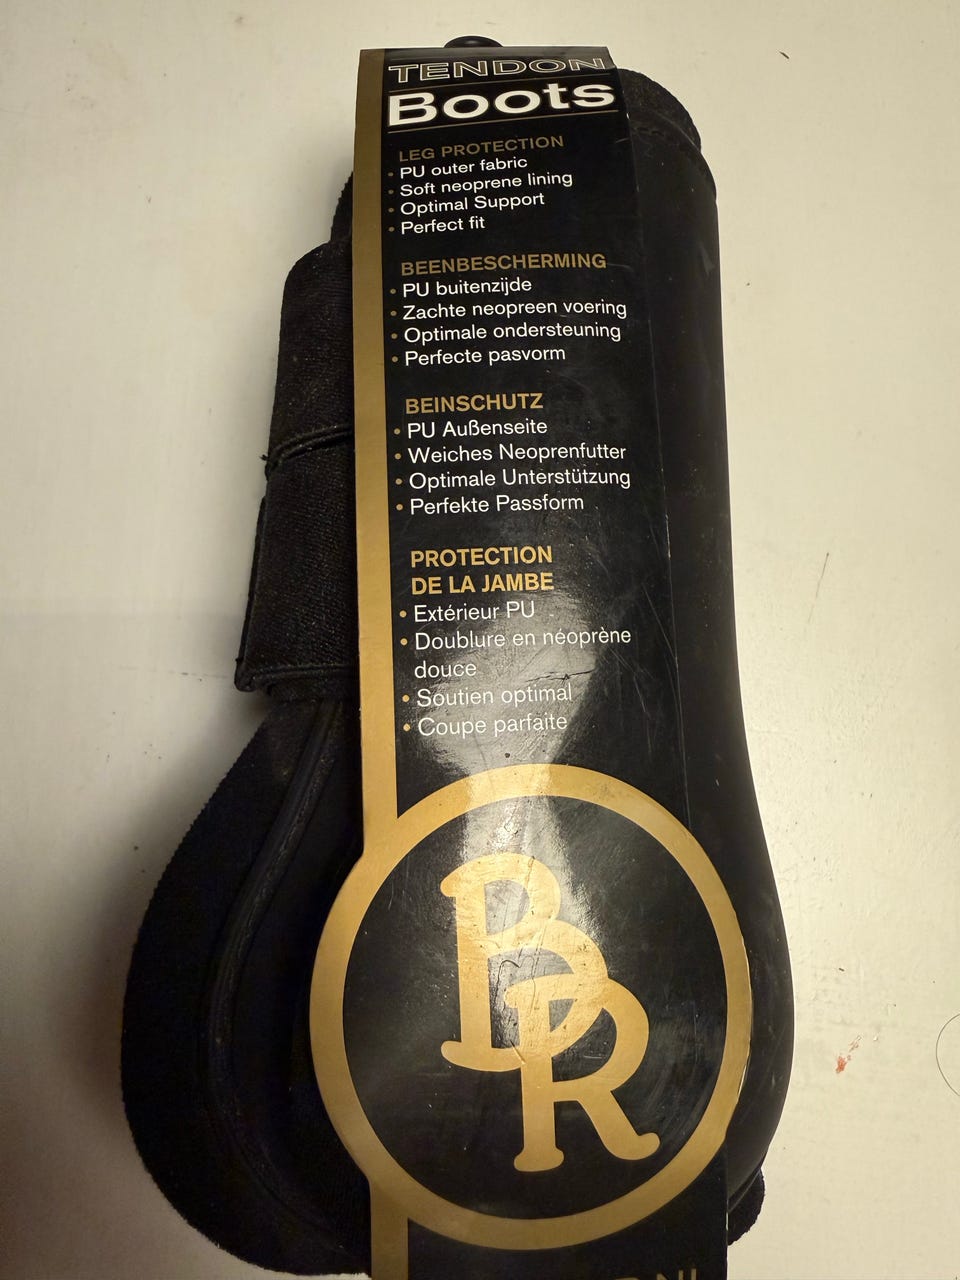 TENDON
Boots
LEG PROTECTION
• PU outer fabric
• Soft neoprene lining
• Optimal Support
• Perfect fit
BEENBESCHERMING
• PU buitenzijde
• Zachte neopreen voering
• Optimale ondersteuning
• Perfecte pasvorm
BEINSCHUTZ
• PU Außenseite
• Weiches Neoprenfutter
• Optimale Unterstützung
• Perfekte Passform
PROTECTION
DE LA JAMBE
• Extérieur PU
• Doublure en néoprène
douce
• Soutien optimal
• Coupe parfaite
BR